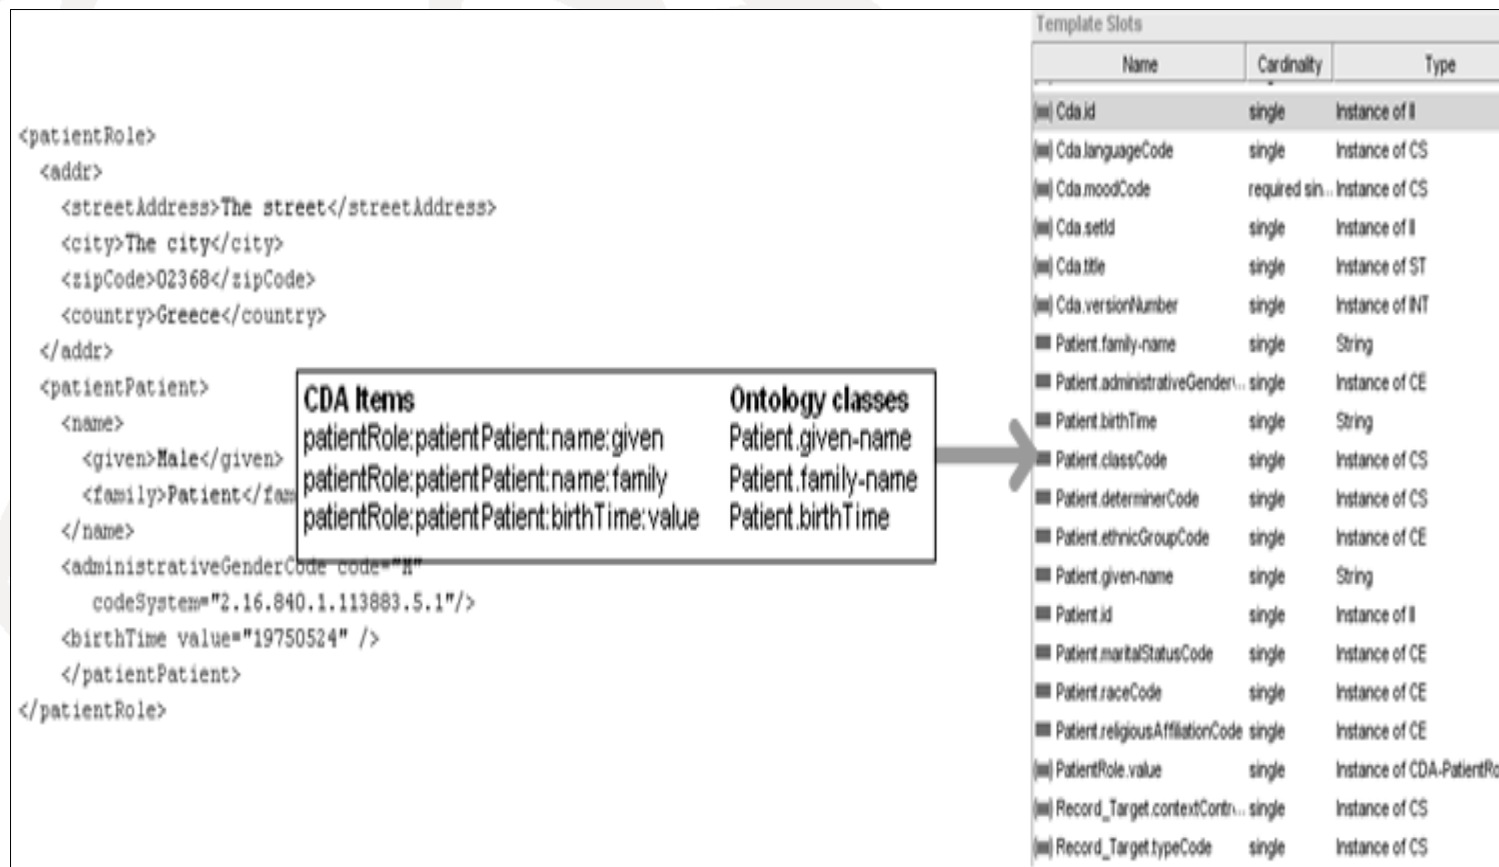 <patientRole>
<addr>
<streetAddress>The street</streetAddress>
<city>The city</city>
<zipCode>02368</zipCode>
<country>Greece</country>
</addr>
<patientPatient>
<name>
<given>Male</given>
<family>Patient</fam
</name>
<administrativeGenderCode code="M"
codeSystem="2.16.840.1.113883.5.1"/>
<birthTime value="19750524" />
</patientPatient>
</patientRole>
CDA Items Ontology classes
patientRole:patientPatient:name:given Patient.given-name
patientRole:patientPatient:name:family Patient.family-name
patientRole:patientPatient:birthTime:value Patient.birthTime
Template Slots
Name Cardinality Type
Cda.id single Instance of II
Cda.languageCode single Instance of CS
Cda.moodCode required sin... Instance of CS
Cda.setId single Instance of II
Cda.title single Instance of ST
Cda.versionNumber single Instance of INT
Patient.family-name single String
Patient.administrativeGender... single Instance of CE
Patient.birthTime single String
Patient.classCode single Instance of CS
Patient.determinerCode single Instance of CS
Patient.ethnicGroupCode single Instance of CE
Patient.given-name single String
Patient.id single Instance of II
Patient.maritalStatusCode single Instance of CE
Patient.raceCode single Instance of CE
Patient.religiousAffiliationCode single Instance of CE
PatientRole.value single Instance of CDA-PatientRo
Record_Target.contextContr... single Instance of CS
Record_Target.typeCode single Instance of CS